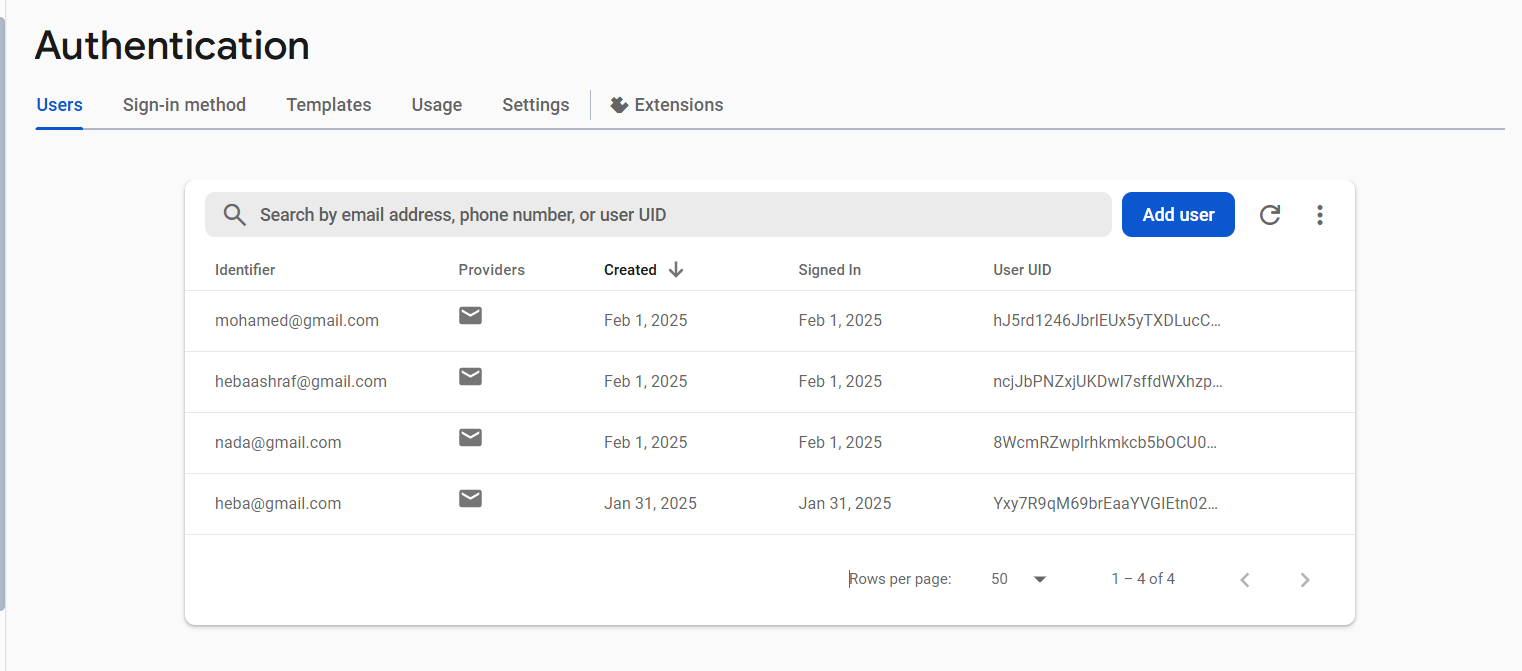 Authentication
Users Sign-in method Templates Usage Settings Extensions
Search by email address, phone number, or user UID Add user
Identifier Providers Created Signed In User UID
mohamed@gmail.com Feb 1, 2025 Feb 1, 2025 hJ5rd1246JbrlEUx5yTXDLucC...
hebaashraf@gmail.com Feb 1, 2025 Feb 1, 2025 ncjJbPNZxjUKDwl7sffdWXhzp...
nada@gmail.com Feb 1, 2025 Feb 1, 2025 8WcmRZwpIrhkmkcb5bOCU0...
heba@gmail.com Jan 31, 2025 Jan 31, 2025 Yxy7R9qM69brEaaYVGIEtn02...
Rows per page: 50 1 – 4 of 4